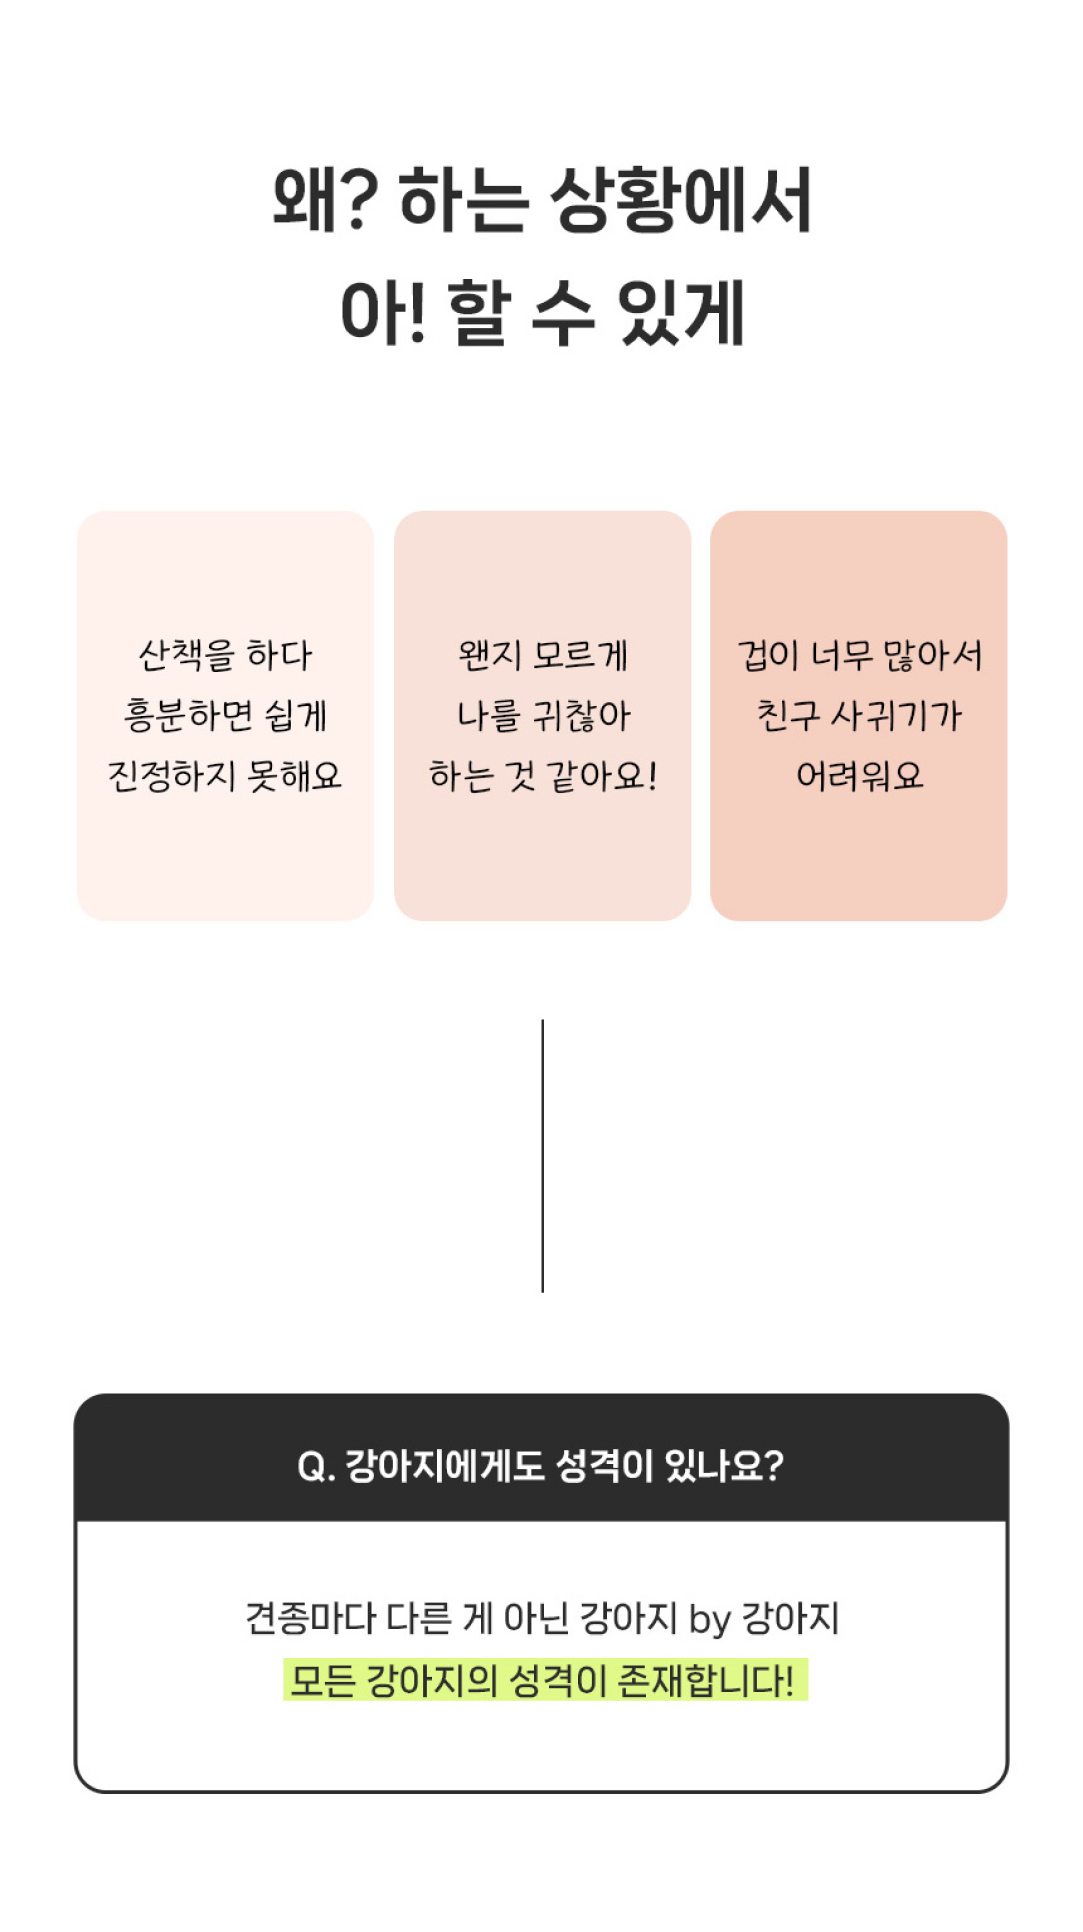 왜? 하는 상황에서
아! 할 수 있게
산책을 하다
흥분하면 쉽게
진정하지 못해요
왠지 모르게
나를 귀찮아
하는 것 같아요!
겁이 너무 많아서
친구 사귀기가
어려워요
Q. 강아지에게도 성격이 있나요?
견종마다 다른 게 아닌 강아지 by 강아지
모든 강아지의 성격이 존재합니다!